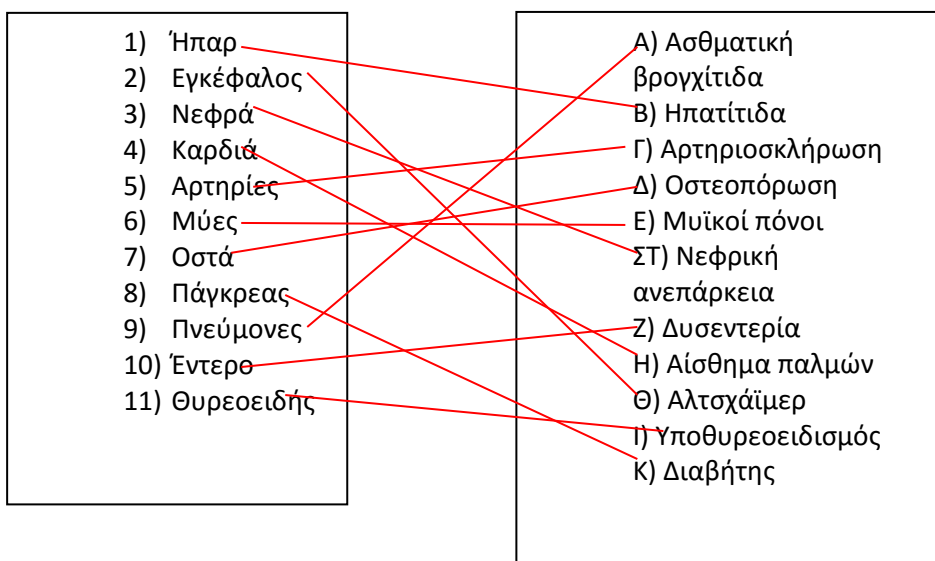 1) Ήπαρ
2) Εγκέφαλος
3) Νεφρά
4) Καρδιά
5) Αρτηρίες
6) Μύες
7) Οστά
8) Πάγκρεας
9) Πνεύμονες
10) Έντερο
11) Θυρεοειδής
Α) Ασθματική
βρογχίτιδα
Β) Ηπατίτιδα
Γ) Αρτηριοσκλήρωση
Δ) Οστεοπόρωση
Ε) Μυϊκοί πόνοι
ΣΤ) Νεφρική
ανεπάρκεια
Ζ) Δυσεντερία
Η) Αίσθημα παλμών
Θ) Αλτσχάϊμερ
Ι) Υποθυρεοειδισμός
Κ) Διαβήτης